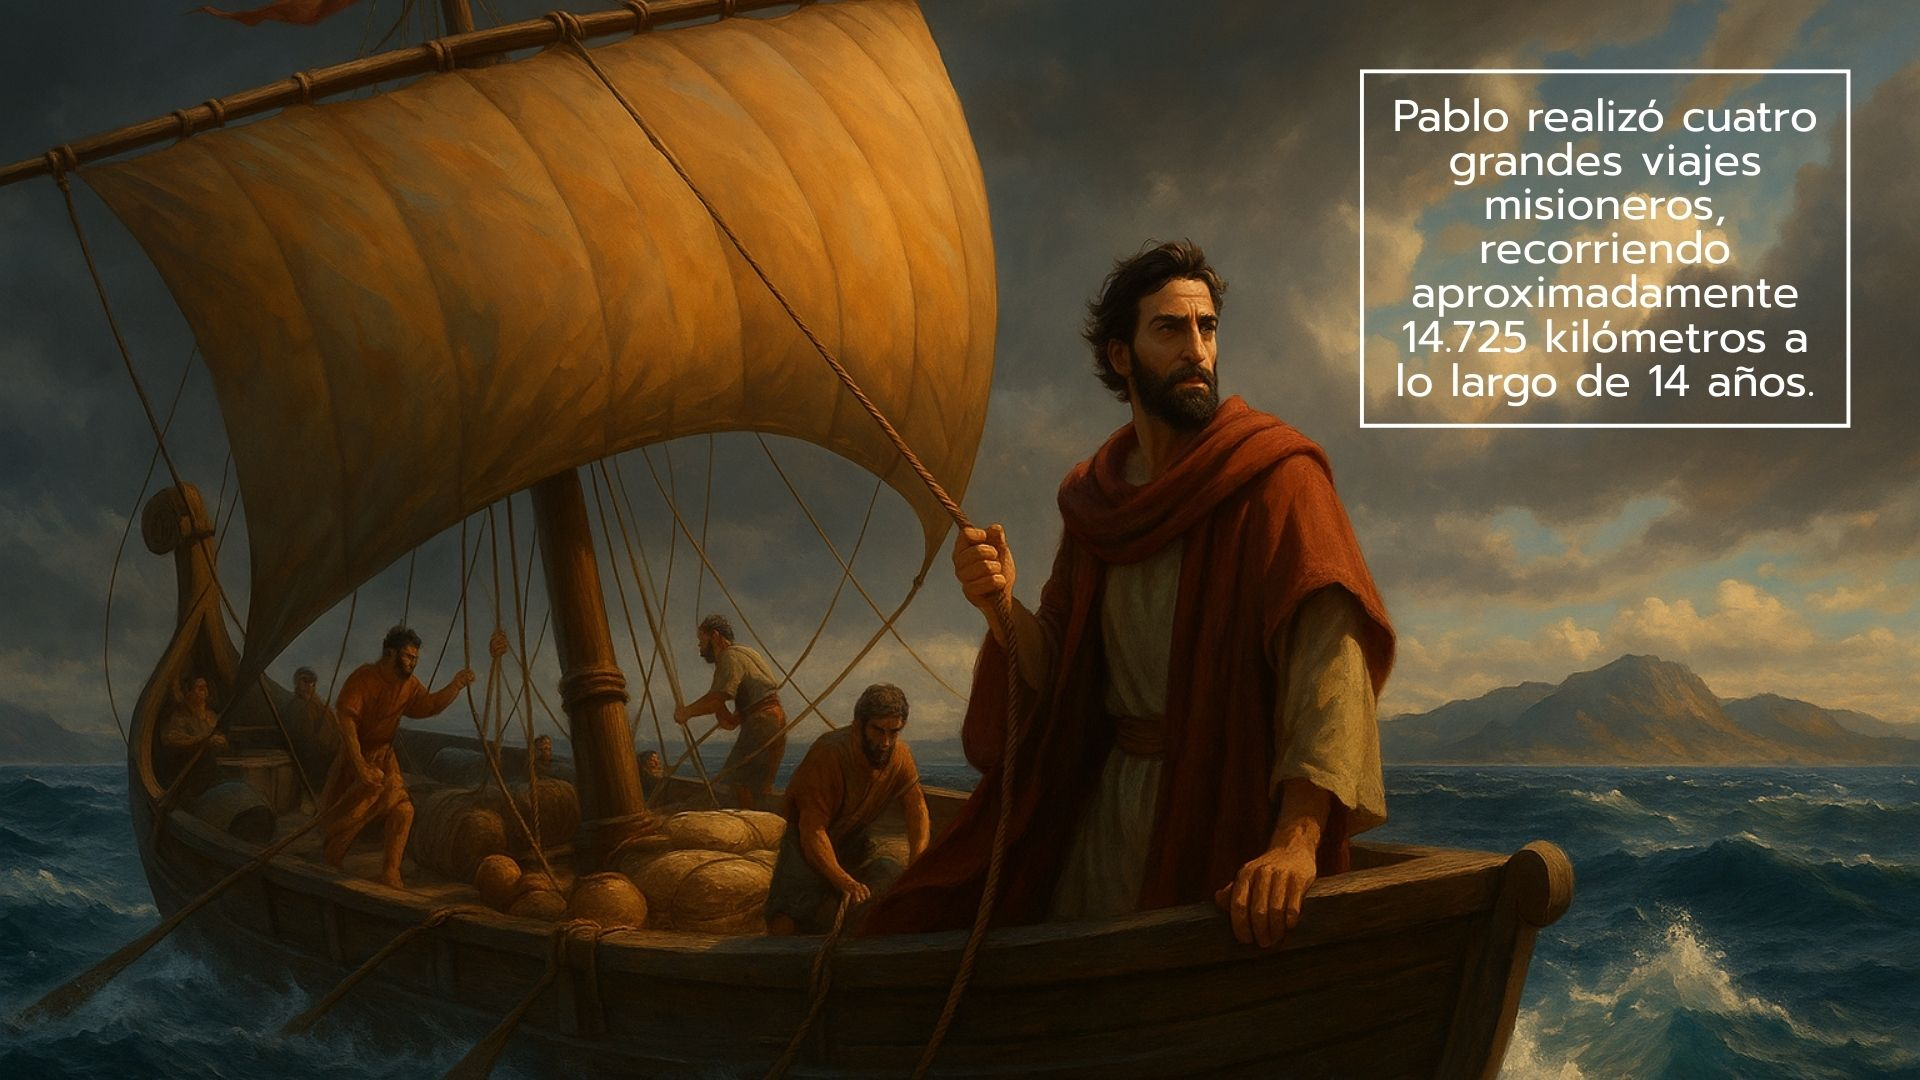 Pablo realizó cuatro
grandes viajes
misioneros,
recorriendo
aproximadamente
14.725 kilómetros a
lo largo de 14 años.